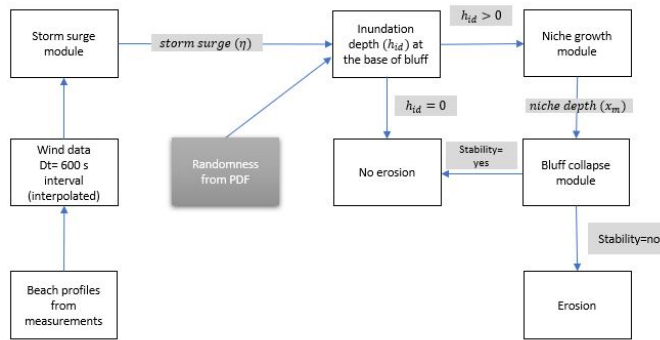 Storm surge
module
storm surge (η)
Inundation
depth (h_id) at
the base of bluff
h_id > 0
Niche growth
module
h_id = 0
niche depth (x_m)
Wind data
Dt= 600 s
interval
(interpolated)
Randomness
from PDF
No erosion
Stability=
yes
Bluff collapse
module
Stability=no
Beach profiles
from
measurements
Erosion